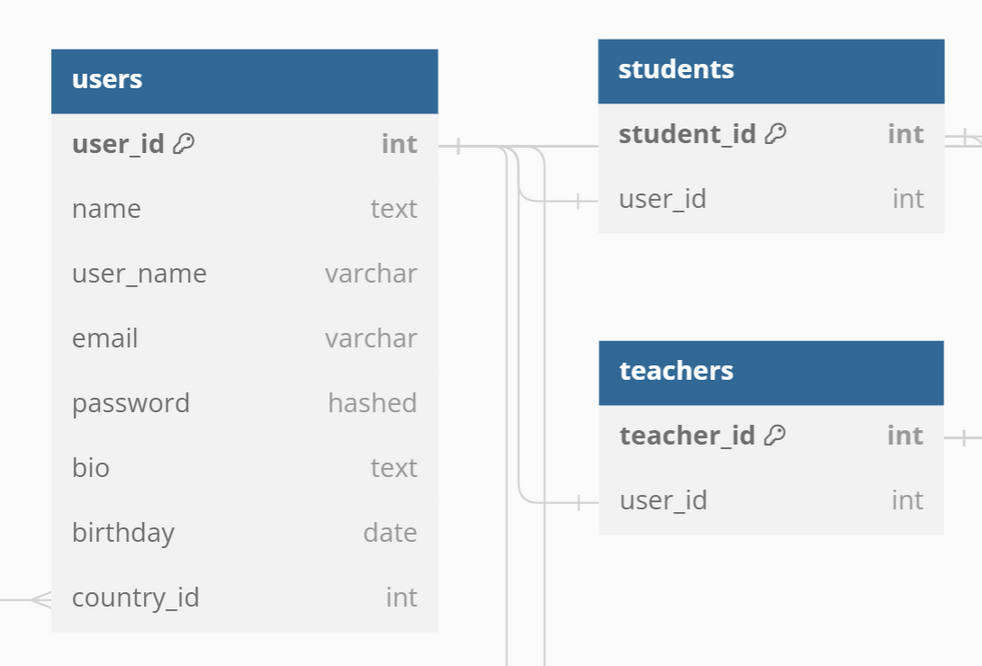 users
user_id int
name text
user_name varchar
email varchar
password hashed
bio text
birthday date
country_id int
students
student_id int
user_id int
teachers
teacher_id int
user_id int